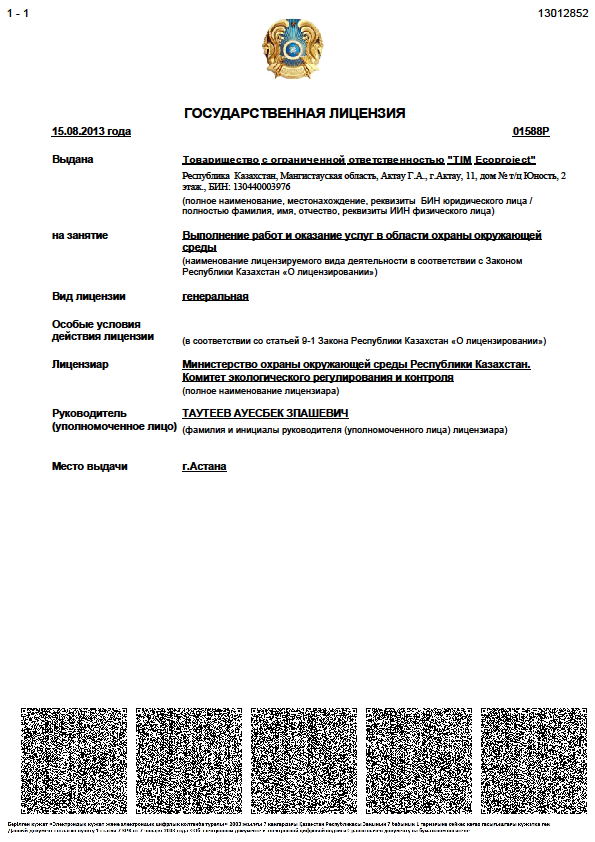 1 - 1
13012852
ГОСУДАРСТВЕННАЯ ЛИЦЕНЗИЯ
15.08.2013 года
01588P
Выдана
Товарищество с ограниченной ответственностью "TIM Ecoproject"
Республика Казахстан, Мангистауская область, Актау Г.А., г.Актау, 11, дом № т/ц Юность, 2
этаж., БИН: 130440003976
(полное наименование, местонахождение, реквизиты БИН юридического лица /
полностью фамилия, имя, отчество, реквизиты ИИН физического лица)
на занятие
Выполнение работ и оказание услуг в области охраны окружающей
среды
(наименование лицензируемого вида деятельности в соответствии с Законом
Республики Казахстан «О лицензировании»)
Вид лицензии
генеральная
Особые условия
действия лицензии
(в соответствии со статьей 9-1 Закона Республики Казахстан «О лицензировании»)
Лицензиар
Министерство охраны окружающей среды Республики Казахстан.
Комитет экологического регулирования и контроля
(полное наименование лицензиара)
Руководитель
(уполномоченное лицо)
ТАУТЕЕВ АУЕСБЕК ЗПАШЕВИЧ
(фамилия и инициалы руководителя (уполномоченного лица) лицензиара)
Место выдачи
г.Астана